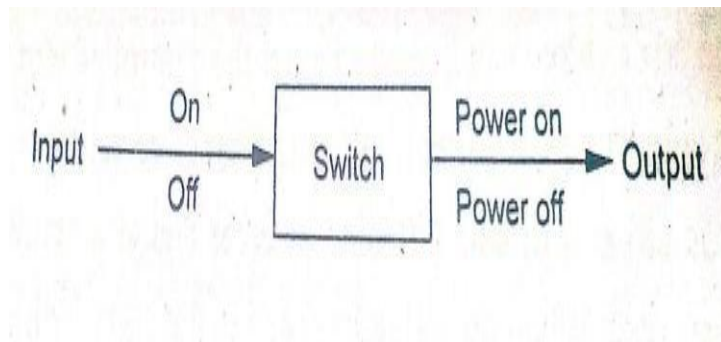 Input
On
Off
Switch
Power on
Power off
Output